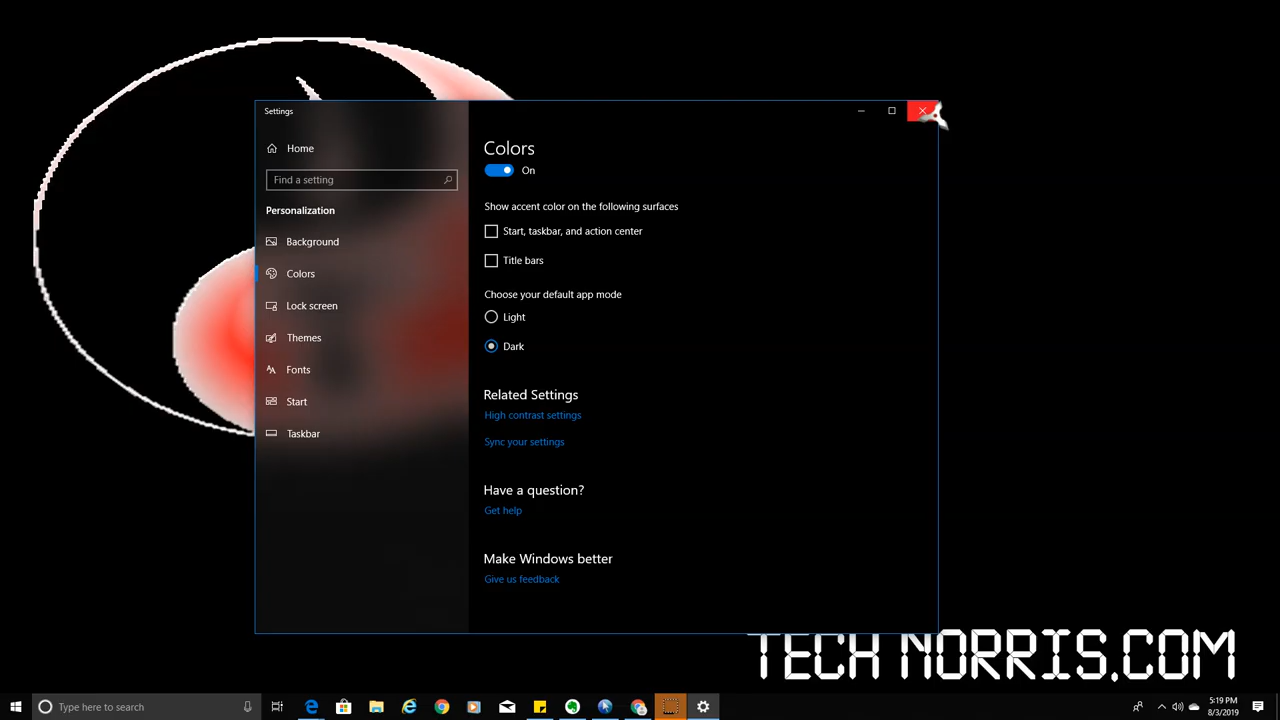 Settings
Home
Find a setting
Personalization
Background
Colors
Lock screen
Themes
Fonts
Start
Taskbar
Colors
On
Show accent color on the following surfaces
Start, taskbar, and action center
Title bars
Choose your default app mode
Light
Dark
Related Settings
High contrast settings
Sync your settings
Have a question?
Get help
Make Windows better
Give us feedback
TECH NORRIS.COM
Type here to search
5:19 PM
8/3/2019